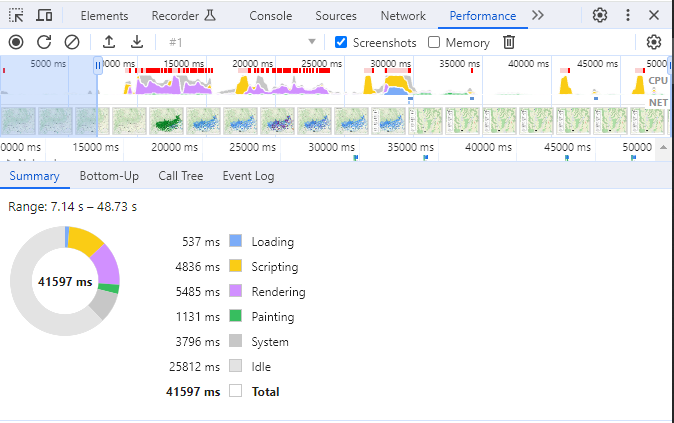 Elements Recorder Console Sources Network Performance
#1 Screenshots Memory
5000 ms 10000 ms 15000 ms 20000 ms 25000 ms 30000 ms 35000 ms 40000 ms 45000 ms 5000
CPU
NET
0000 ms 15000 ms 20000 ms 25000 ms 30000 ms 35000 ms 40000 ms 45000 ms 50000
Summary Bottom-Up Call Tree Event Log
Range: 7.14 s – 48.73 s
537 ms Loading
4836 ms Scripting
41597 ms
5485 ms Rendering
1131 ms Painting
3796 ms System
25812 ms Idle
41597 ms Total